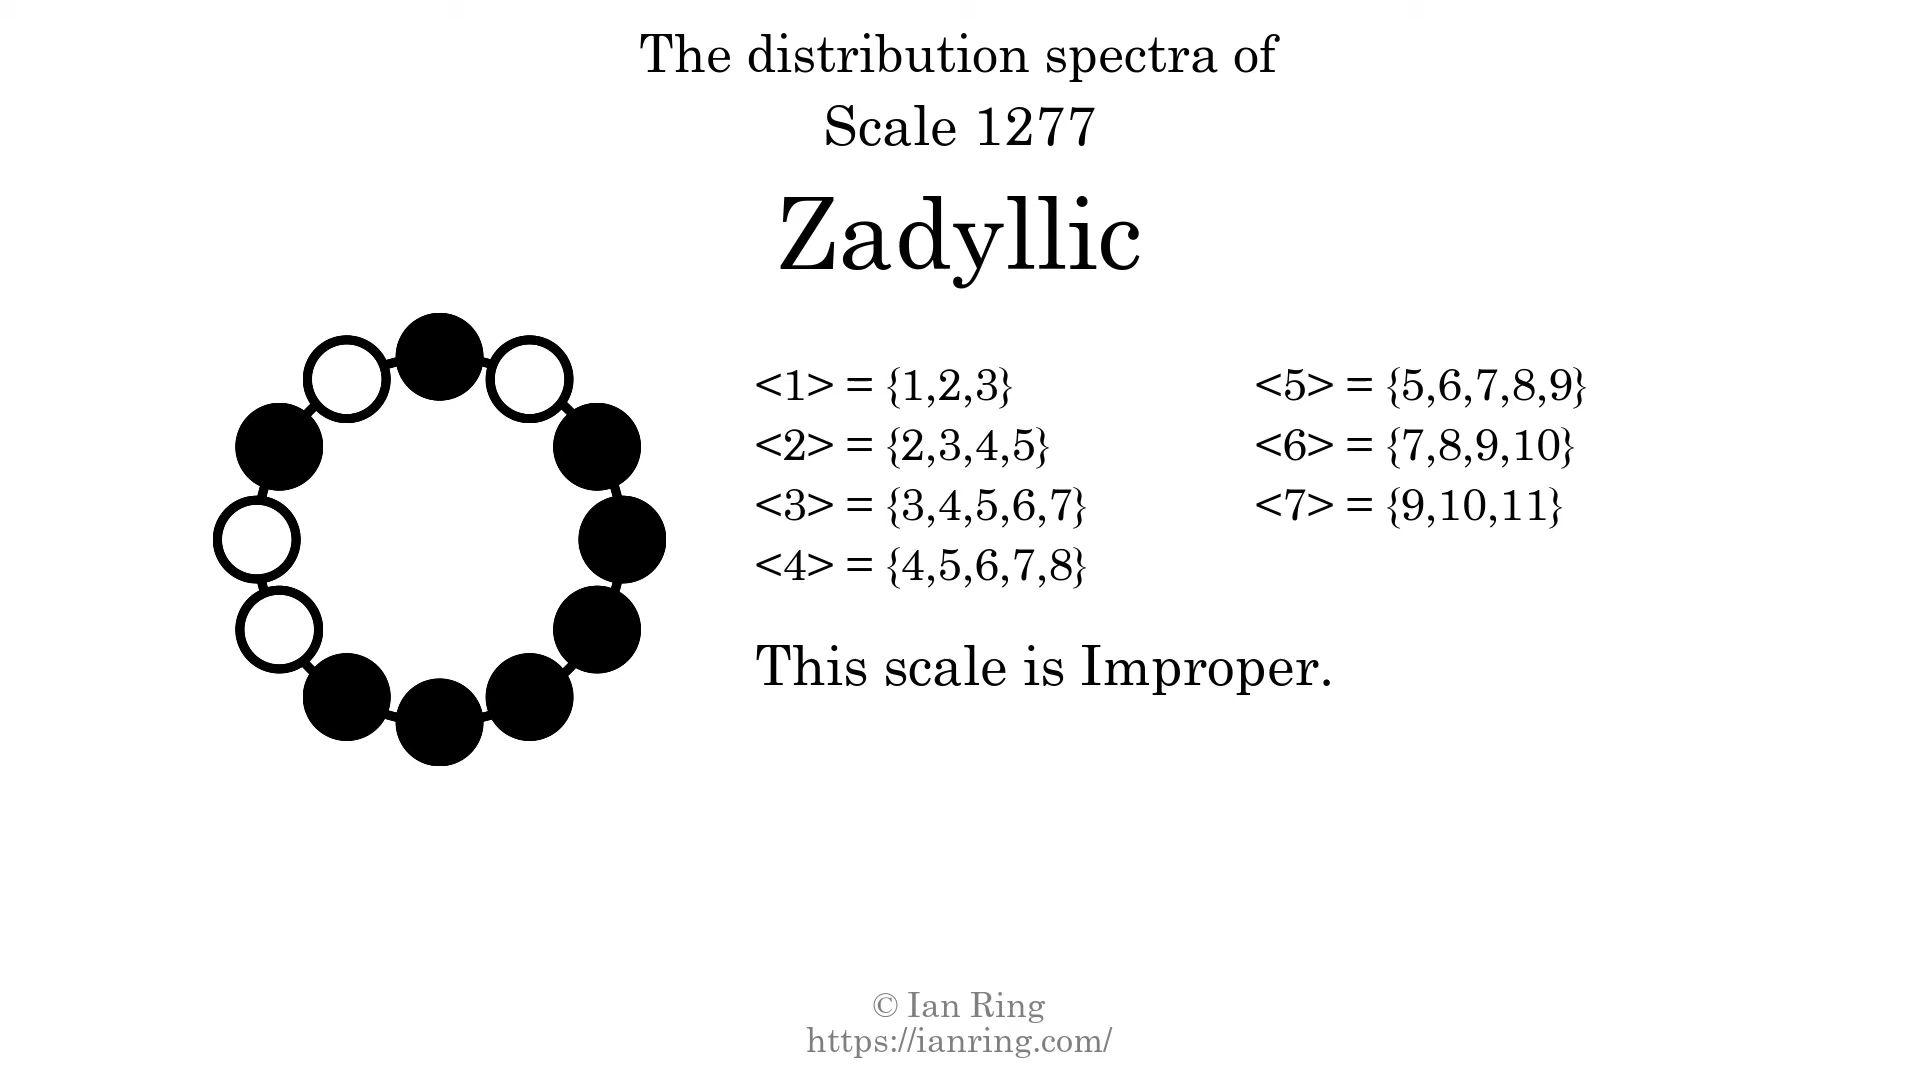 The distribution spectra of
Scale 1277
Zadyllic
<1> = {1,2,3}
<2> = {2,3,4,5}
<3> = {3,4,5,6,7}
<4> = {4,5,6,7,8}
<5> = {5,6,7,8,9}
<6> = {7,8,9,10}
<7> = {9,10,11}
This scale is Improper.
© Ian Ring
https://ianring.com/